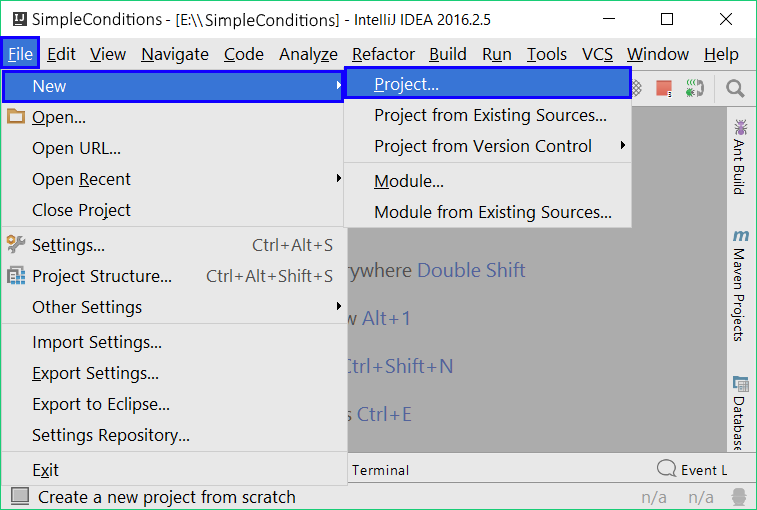 SimpleConditions - [E:\\ SimpleConditions] - IntelliJ IDEA 2016.2.5
File Edit View Navigate Code Analyze Refactor Build Run Tools VCS Window Help
New
Open...
Open URL...
Open Recent
Close Project
Settings... Ctrl+Alt+S
Project Structure... Ctrl+Alt+Shift+S
Other Settings
Import Settings...
Export Settings...
Export to Eclipse...
Settings Repository...
Exit
Project...
Project from Existing Sources...
Project from Version Control
Module...
Module from Existing Sources...
Double Shift
Alt+1
Ctrl+Shift+N
Ctrl+E
Ant Build
m
Maven Projects
Database
Terminal
Event L
Create a new project from scratch
n/a n/a